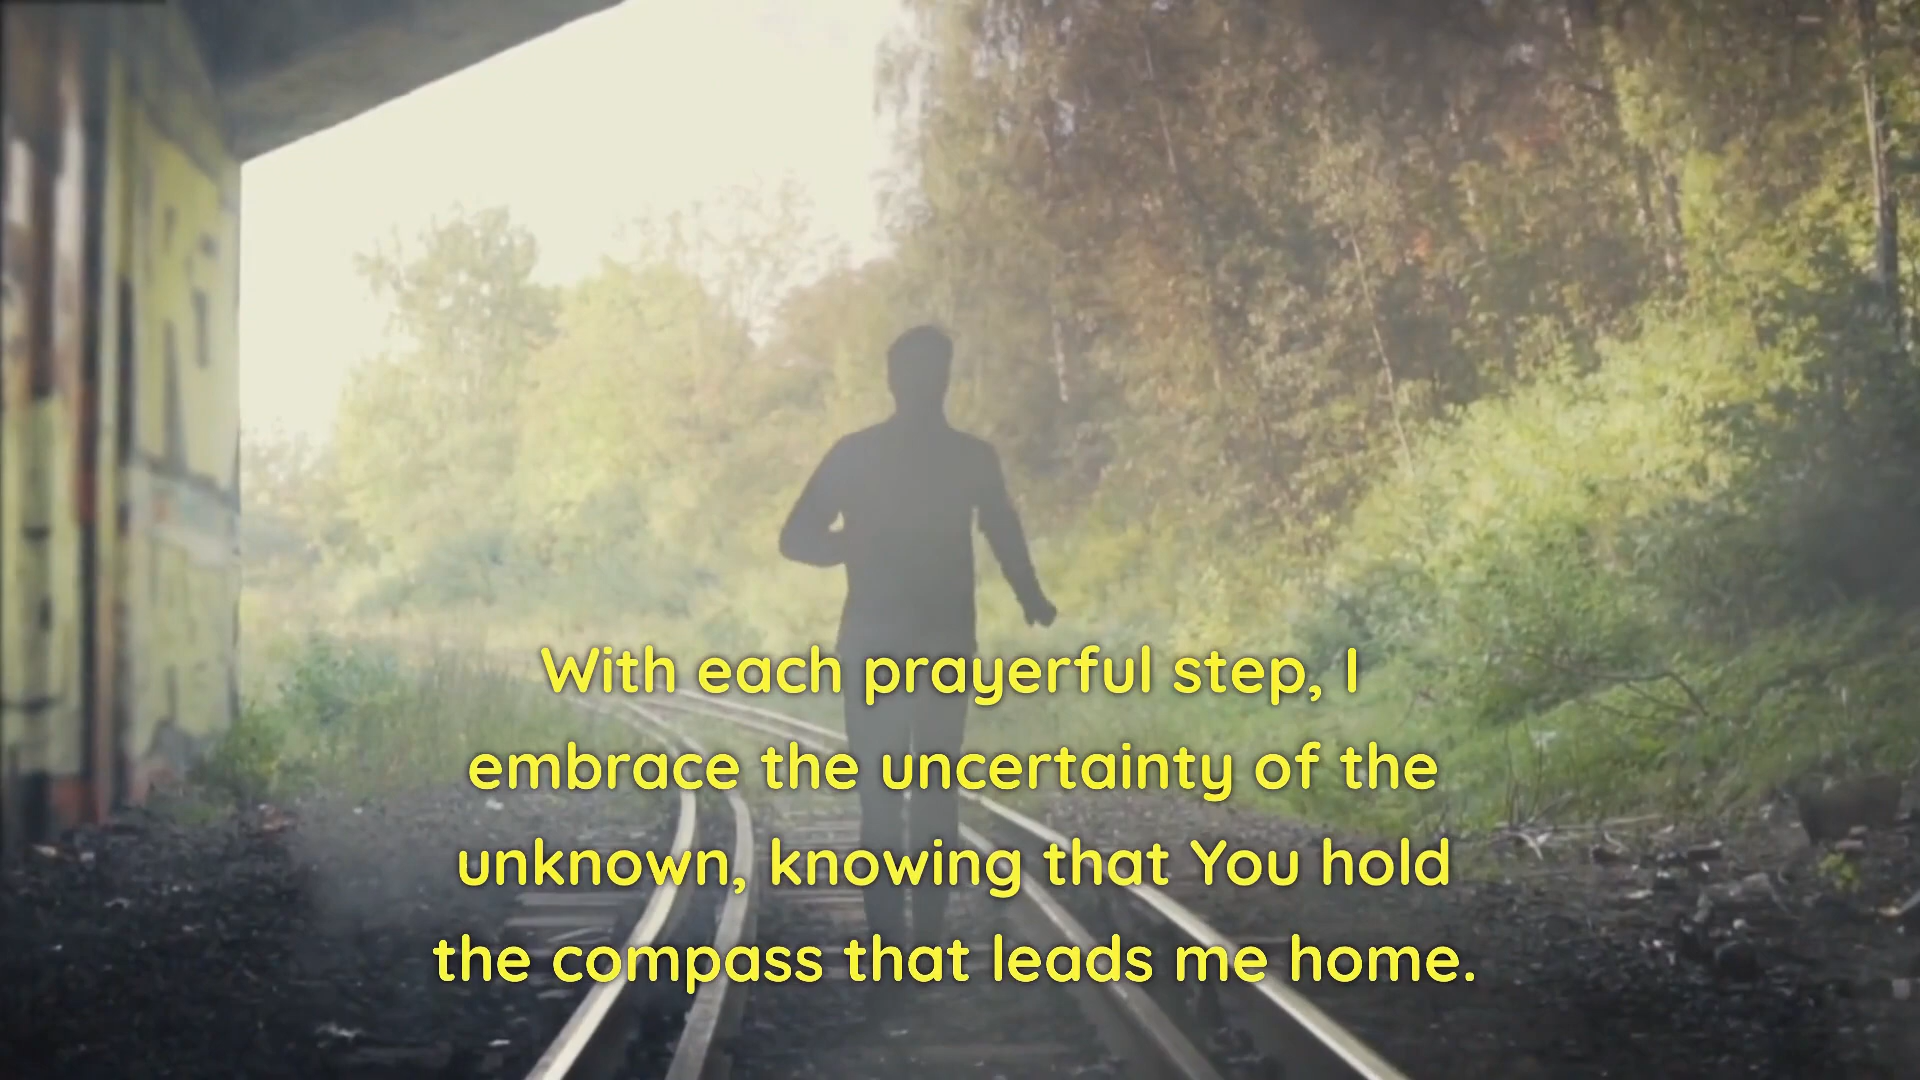 With each prayerful step, I
embrace the uncertainty of the
unknown, knowing that You hold
the compass that leads me home.